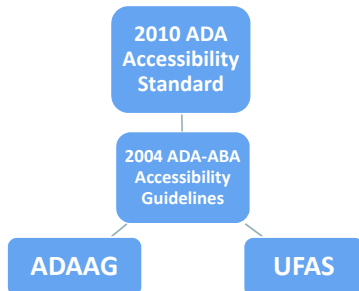 2010 ADA
Accessibility
Standard
2004 ADA-ABA
Accessibility
Guidelines
ADAAG
UFAS